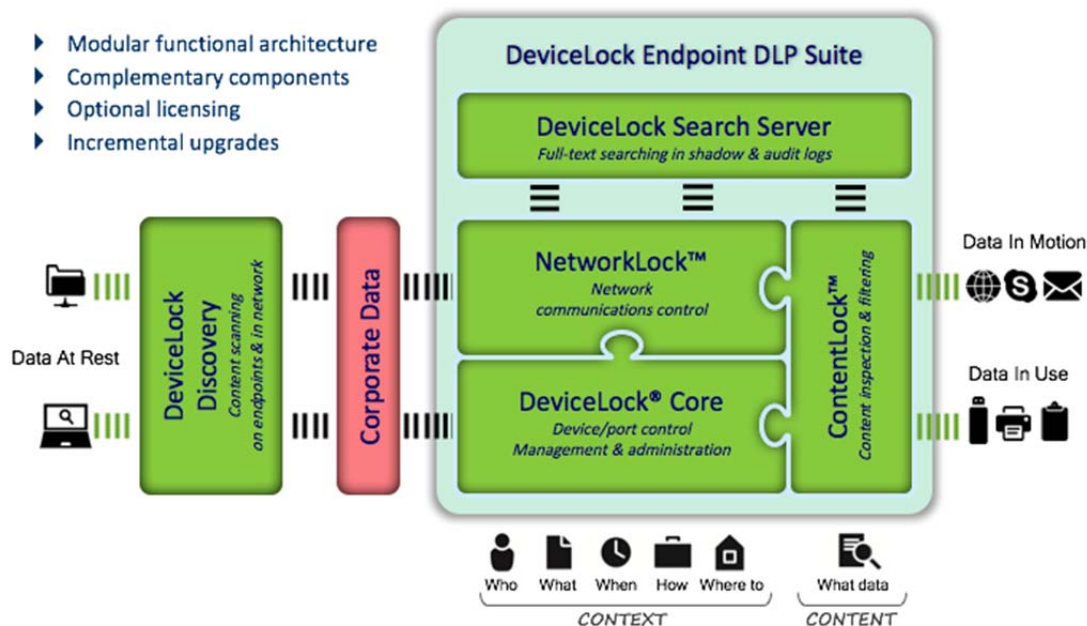 Modular functional architecture
Complementary components
Optional licensing
Incremental upgrades
DeviceLock Endpoint DLP Suite
DeviceLock Search Server
Full-text searching in shadow & audit logs
Data At Rest
DeviceLock
Discovery
Content scanning
on endpoints & in network
Corporate Data
NetworkLock™
Network
communications control
DeviceLock® Core
Device/port control
Management & administration
ContentLock™
Content inspection & filtering
Data In Motion
Data In Use
Who
What
When
How
Where to
What data
CONTEXT
CONTENT